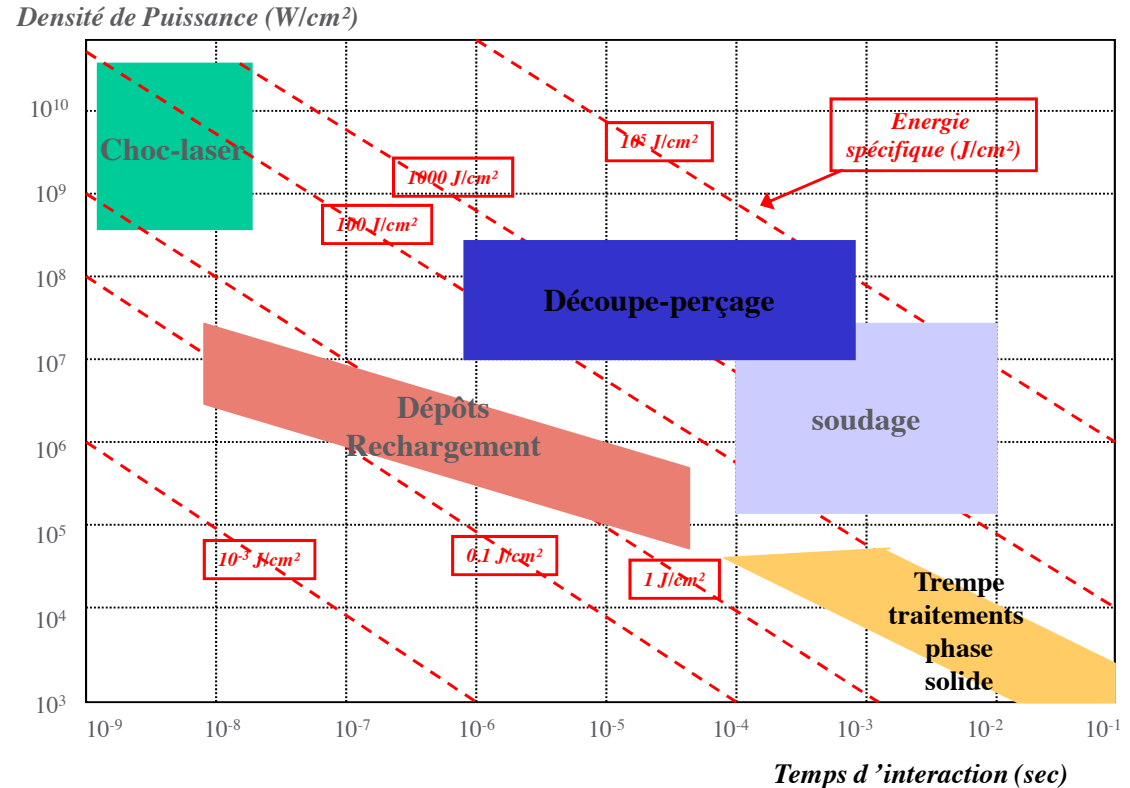 Densité de Puissance (W/cm²)
10¹⁰
10⁹
10⁸
10⁷
10⁶
10⁵
10⁴
10³
Choc-laser
10⁵ J/cm²
Energie
spécifique (J/cm²)
1000 J/cm²
100 J/cm²
Découpe-perçage
Dépôts
Rechargement
soudage
10⁻³ J/cm²
0.1 J/cm²
1 J/cm²
Trempe
traitements
phase
solide
10⁻⁹ 10⁻⁸ 10⁻⁷ 10⁻⁶ 10⁻⁵ 10⁻⁴ 10⁻³ 10⁻² 10⁻¹
Temps d ’interaction (sec)